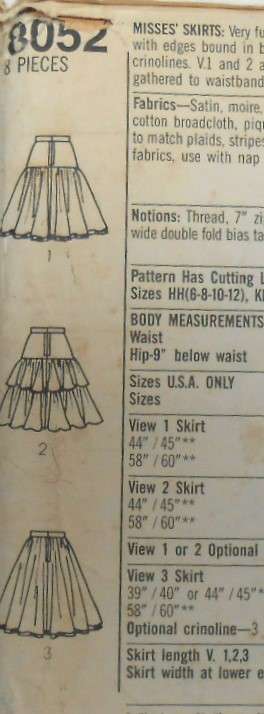 8052
8 PIECES
1
2
3
MISSES' SKIRTS: Very fu
with edges bound in b
crinolines. V.1 and 2 a
gathered to waistband
Fabrics—Satin, moire,
cotton broadcloth, piqu
to match plaids, stripes
fabrics, use with nap
Notions: Thread, 7" zi
wide double fold bias ta
Pattern Has Cutting L
Sizes HH(6-8-10-12), K
BODY MEASUREMENTS
Waist
Hip-9" below waist
Sizes U.S.A. ONLY
Sizes
View 1 Skirt
44"/45"**
58"/60"**
View 2 Skirt
44"/45"**
58"/60"**
View 1 or 2 Optional
View 3 Skirt
39"/40" or 44"/45"*
58"/60"**
Optional crinoline—3
Skirt length V. 1,2,3
Skirt width at lower e